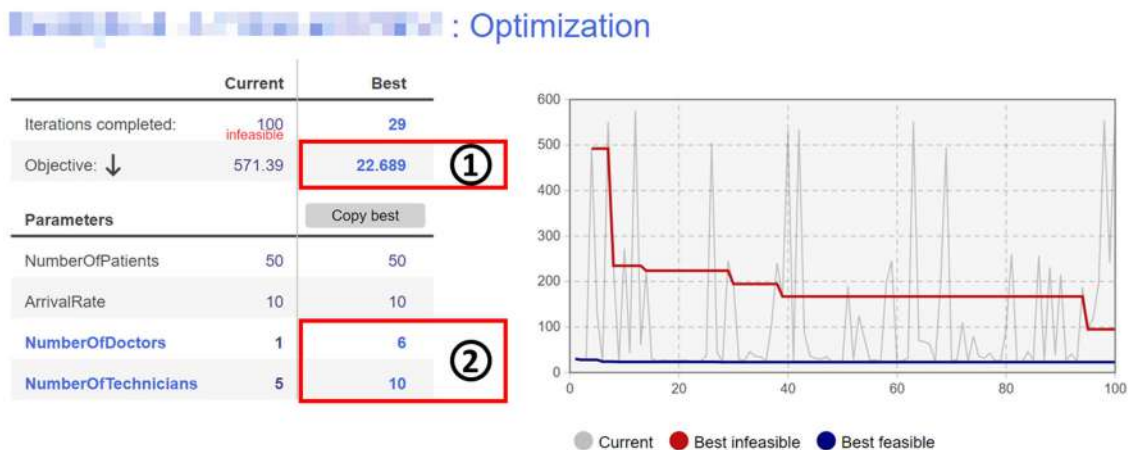 : Optimization
Current Best
Iterations completed: 100 29
infeasible
Objective: ↓ 571.39 22.689 ①
Parameters Copy best
NumberOfPatients 50 50
ArrivalRate 10 10
NumberOfDoctors 1 6
②
NumberOfTechnicians 5 10
600
500
400
300
200
100
0
0 20 40 60 80 100
Current Best infeasible Best feasible